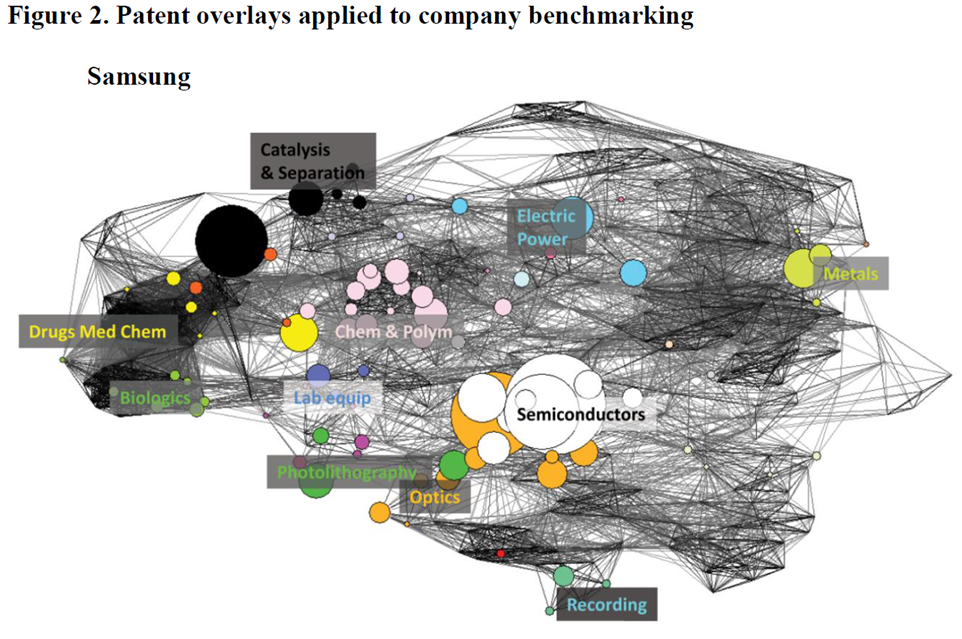 Figure 2. Patent overlays applied to company benchmarking
Samsung
Catalysis
& Separation
Electric
Power
Metals
Drugs Med Chem
Chem & Polym
Biologics
Lab equip
Semiconductors
Photolithography
Optics
Recording